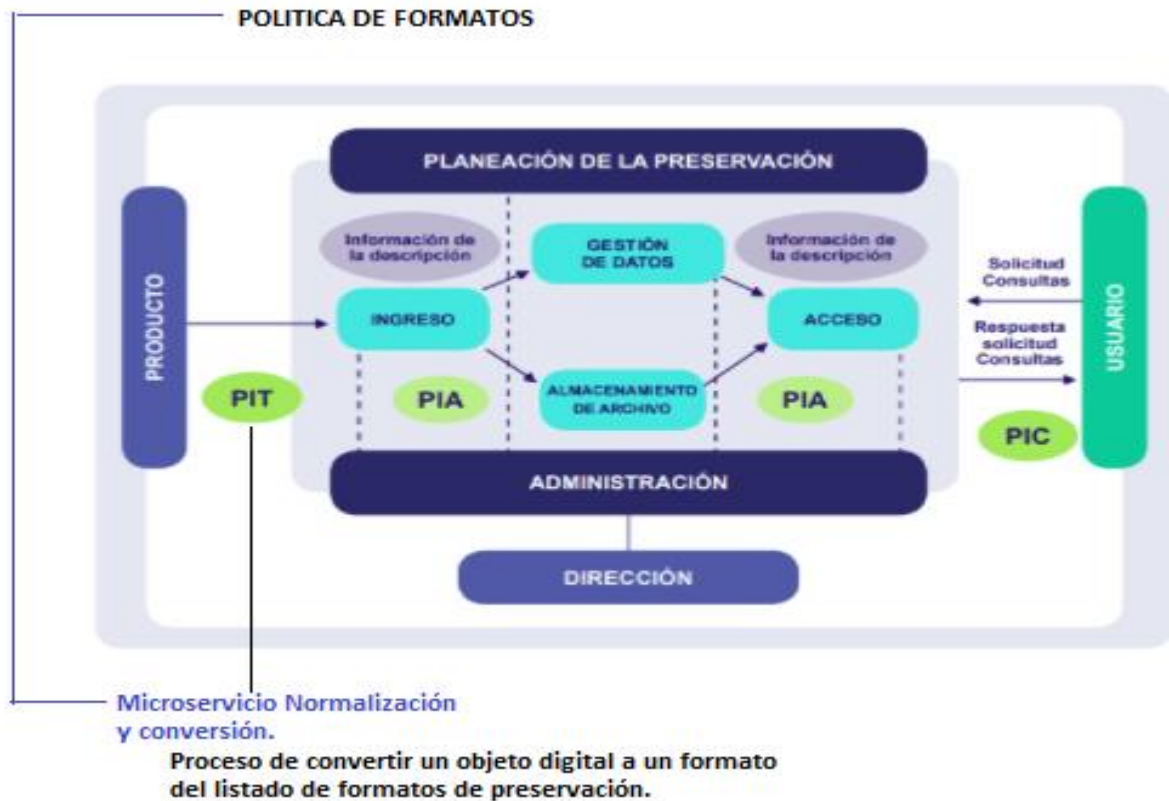 POLITICA DE FORMATOS
PLANEACIÓN DE LA PRESERVACIÓN
PRODUCTO
Información de
la descripción
GESTIÓN
DE DATOS
Información de
la descripción
INGRESO
ACCESO
Solicitud
Consultas
Respuesta
solicitud
Consultas
USUARIO
PIT
PIA
ALMACENAMIENTO
DE ARCHIVO
PIA
PIC
ADMINISTRACIÓN
DIRECCIÓN
Microservicio Normalización
y conversión.
Proceso de convertir un objeto digital a un formato
del listado de formatos de preservación.